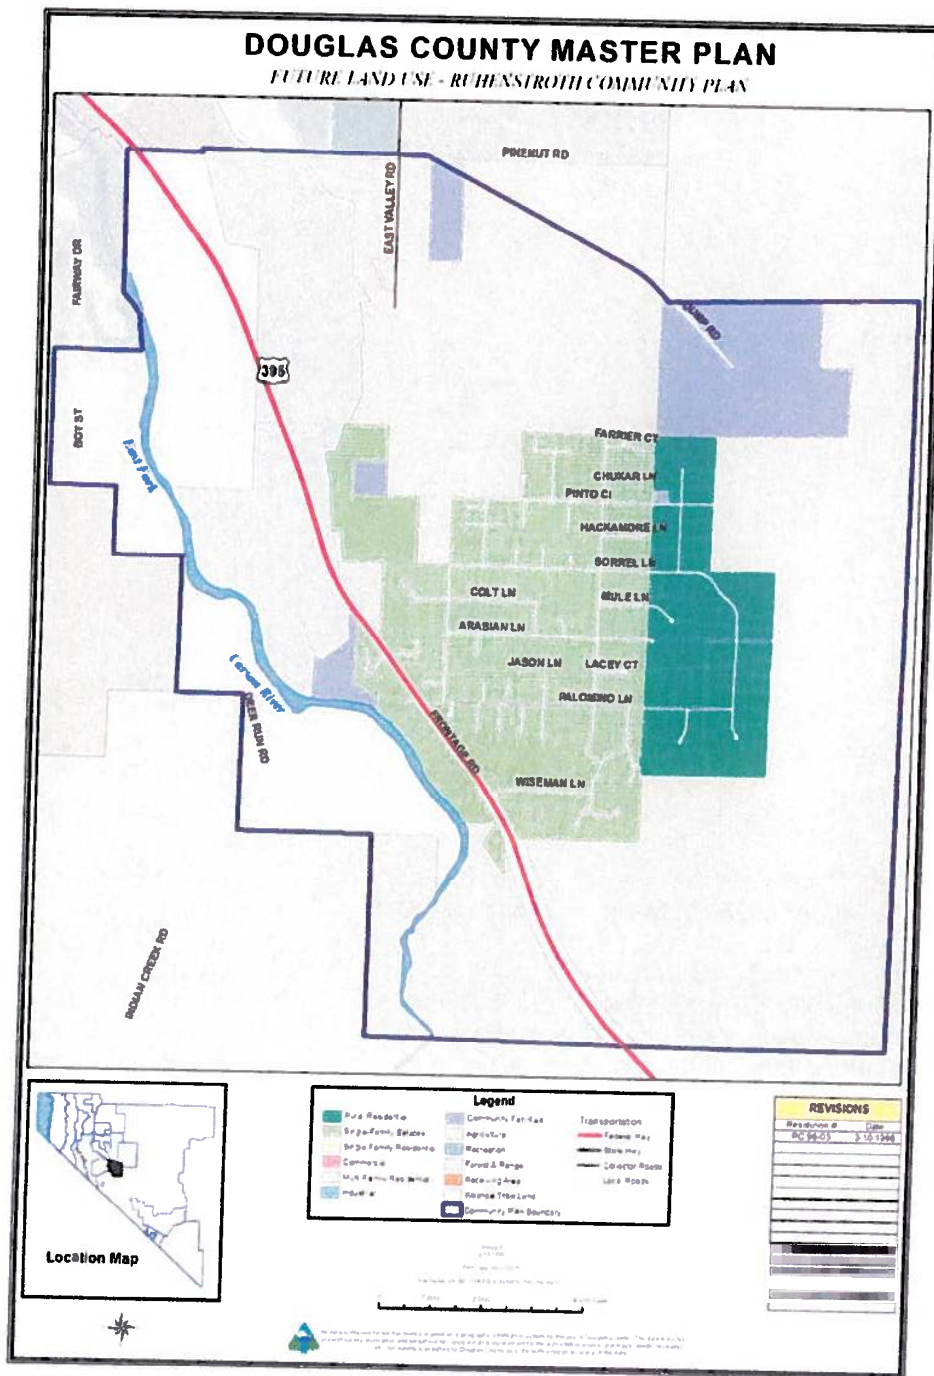 DOUGLAS COUNTY MASTER PLAN
FUTURE LAND USE - RUHENSTROTH COMMUNITY PLAN
PINENUT RD
EAST VALLEY RD
FAIRWAY DR
DUMP RD
395
BOY ST
East Fork
FARRIER CT
CHUKAR LN
PINTO CI
HACKAMORE LN
SORREL LN
COLT LN
MULE LN
ARABIAN LN
JASON LN
LACEY CT
PALOMINO LN
Carson River
DEER RUN RD
FRONTAGE RD
WISEMAN LN
INDIAN CREEK RD
Location Map
Legend
Rural Residential
Single-Family Estates
Single Family Residential
Commercial
Multi-Family Residential
Industrial
Community Facilities
Agriculture
Recreation
Forest & Range
Receiving Area
Washoe Tribe Land
Community Plan Boundary
Transportation
Federal Hwy
State Hwy
Collector Roads
Local Roads
REVISIONS
Resolution # Date